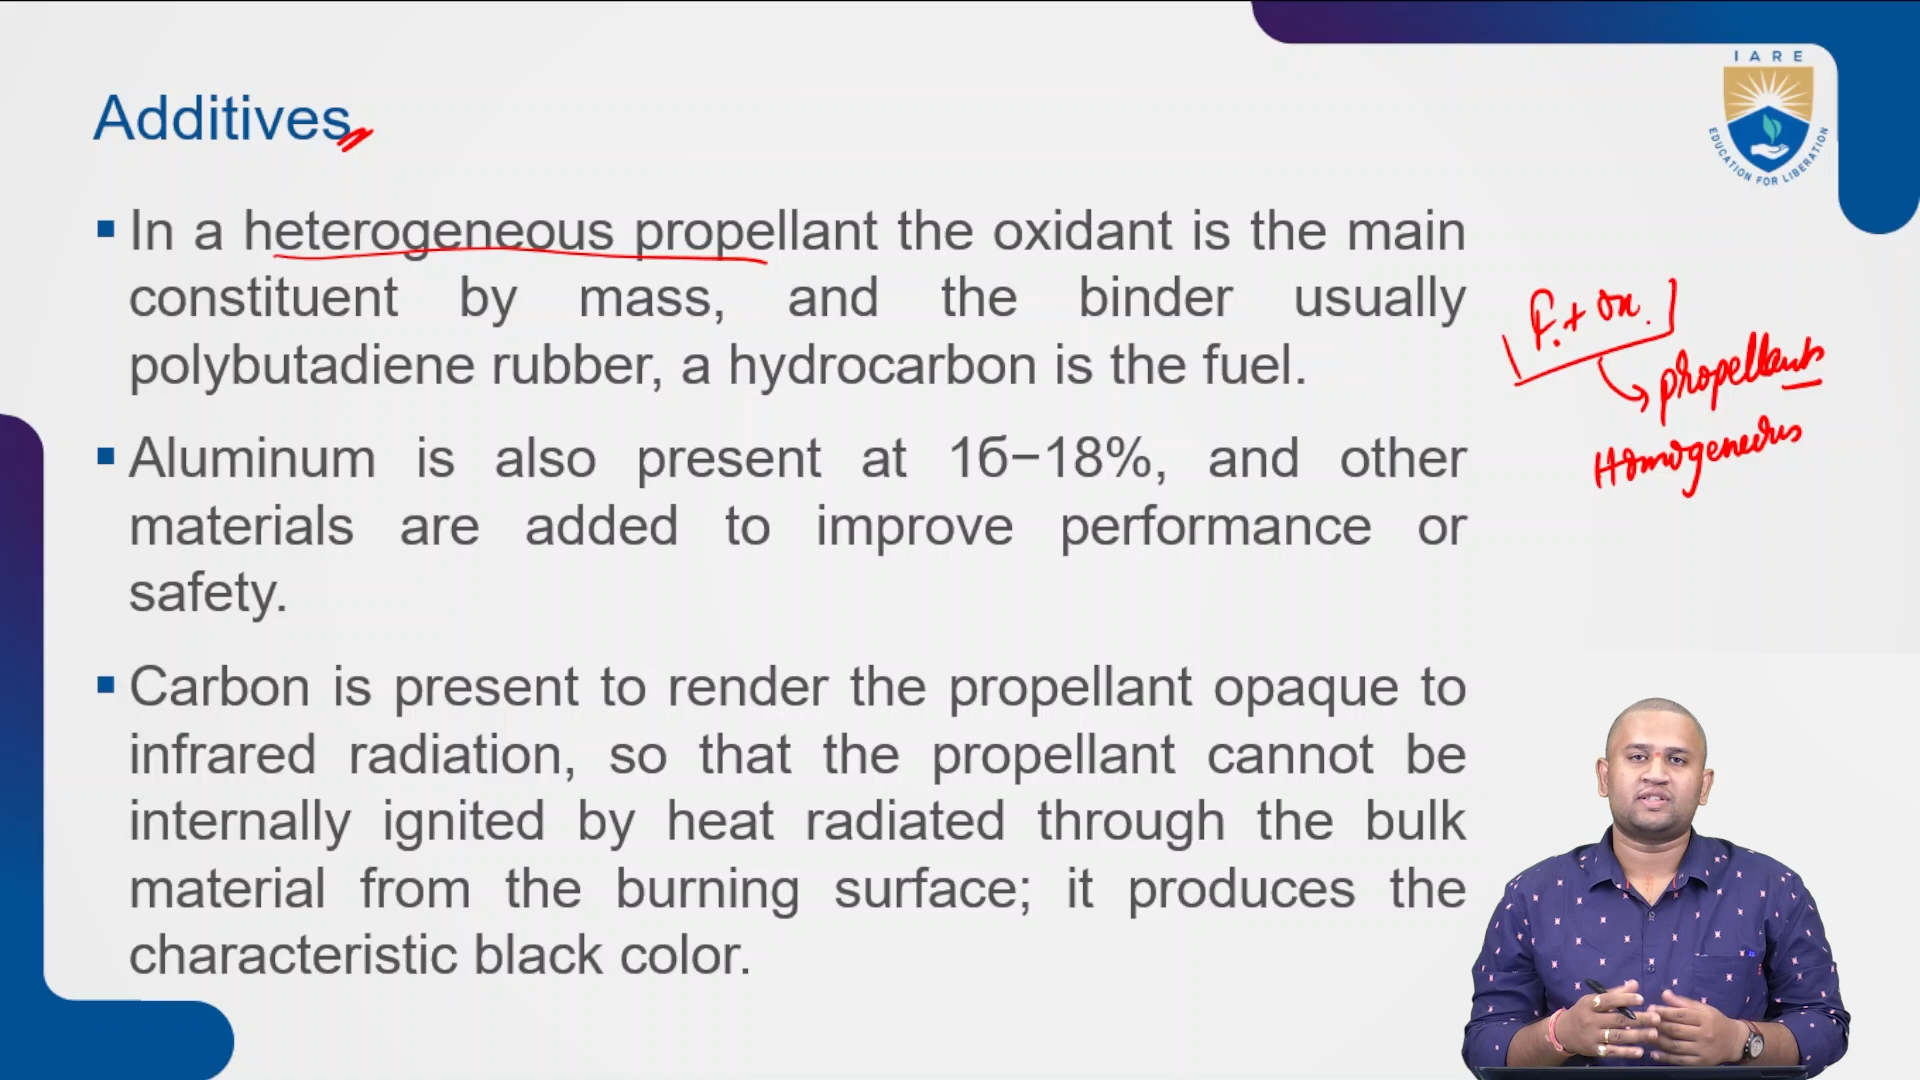 IARE
EDUCATION FOR LIBERATION
Additives
▪ In a heterogeneous propellant the oxidant is the main
constituent by mass, and the binder usually
polybutadiene rubber, a hydrocarbon is the fuel.
▪ Aluminum is also present at 16−18%, and other
materials are added to improve performance or
safety.
▪ Carbon is present to render the propellant opaque to
infrared radiation, so that the propellant cannot be
internally ignited by heat radiated through the bulk
material from the burning surface; it produces the
characteristic black color.
F. + ox.
propellants
Homogeneous